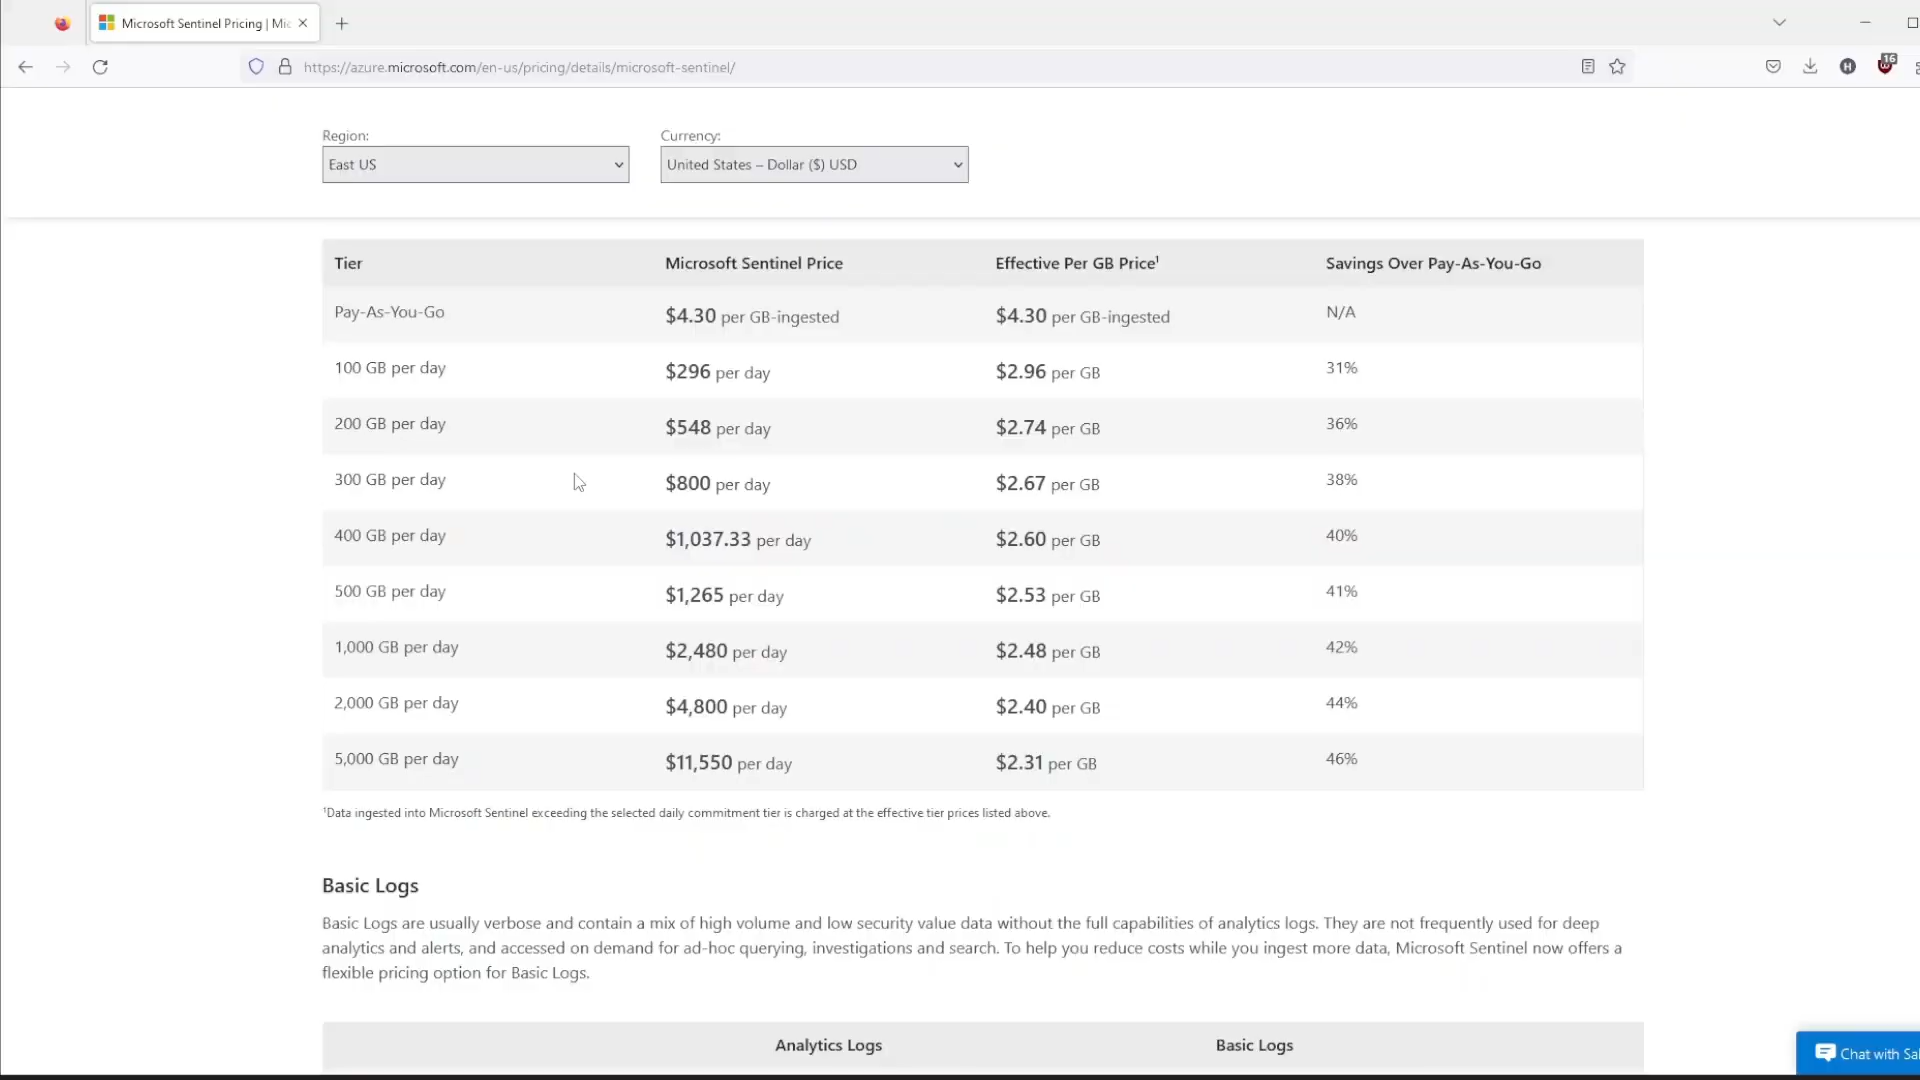 Microsoft Sentinel Pricing | Mic
https://azure.microsoft.com/en-us/pricing/details/microsoft-sentinel/
16
H
Region:
Currency:
East US
United States – Dollar ($) USD
Tier
Microsoft Sentinel Price
Effective Per GB Price¹
Savings Over Pay-As-You-Go
Pay-As-You-Go
$4.30 per GB-ingested
$4.30 per GB-ingested
N/A
100 GB per day
$296 per day
$2.96 per GB
31%
200 GB per day
$548 per day
$2.74 per GB
36%
300 GB per day
$800 per day
$2.67 per GB
38%
400 GB per day
$1,037.33 per day
$2.60 per GB
40%
500 GB per day
$1,265 per day
$2.53 per GB
41%
1,000 GB per day
$2,480 per day
$2.48 per GB
42%
2,000 GB per day
$4,800 per day
$2.40 per GB
44%
5,000 GB per day
$11,550 per day
$2.31 per GB
46%
¹Data ingested into Microsoft Sentinel exceeding the selected daily commitment tier is charged at the effective tier prices listed above.
Basic Logs
Basic Logs are usually verbose and contain a mix of high volume and low security value data without the full capabilities of analytics logs. They are not frequently used for deep
analytics and alerts, and accessed on demand for ad-hoc querying, investigations and search. To help you reduce costs while you ingest more data, Microsoft Sentinel now offers a
flexible pricing option for Basic Logs.
Analytics Logs
Basic Logs
Chat with Sal